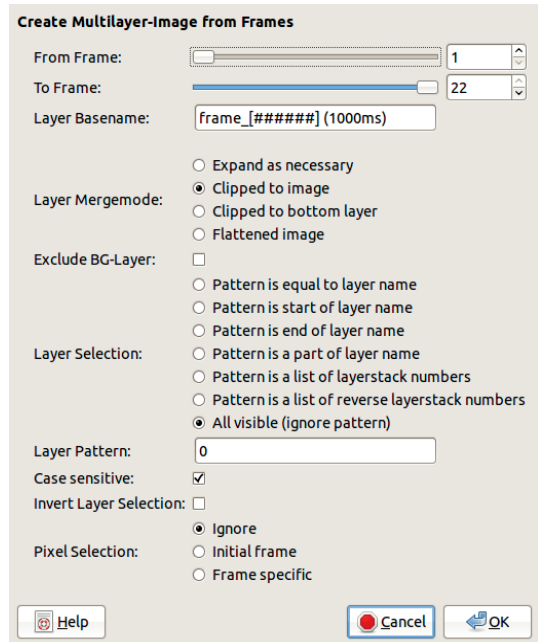 Create Multilayer-Image from Frames
From Frame: 1
To Frame: 22
Layer Basename: frame_[######] (1000ms)
Expand as necessary
Layer Mergemode: Clipped to image
Clipped to bottom layer
Flattened image
Exclude BG-Layer:
Pattern is equal to layer name
Pattern is start of layer name
Pattern is end of layer name
Layer Selection: Pattern is a part of layer name
Pattern is a list of layerstack numbers
Pattern is a list of reverse layerstack numbers
All visible (ignore pattern)
Layer Pattern: 0
Case sensitive:
Invert Layer Selection:
Ignore
Pixel Selection: Initial frame
Frame specific
Help Cancel OK